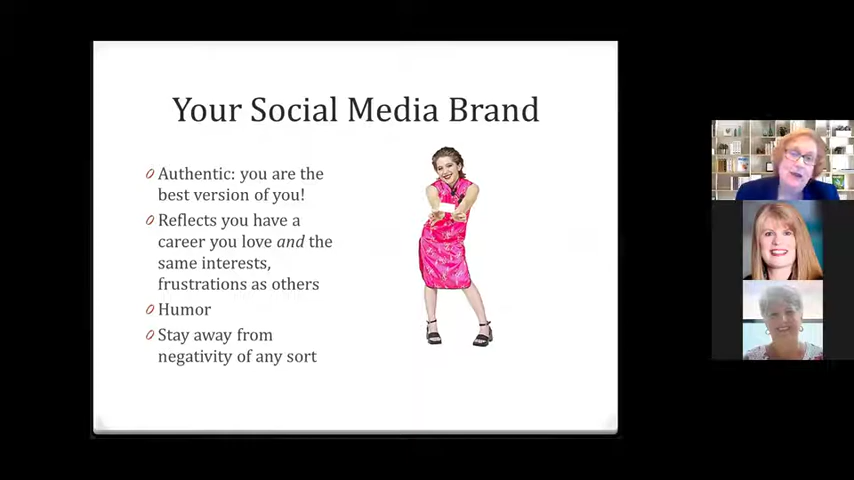 Your Social Media Brand
Authentic: you are the
best version of you!
Reflects you have a
career you love and the
same interests,
frustrations as others
Humor
Stay away from
negativity of any sort